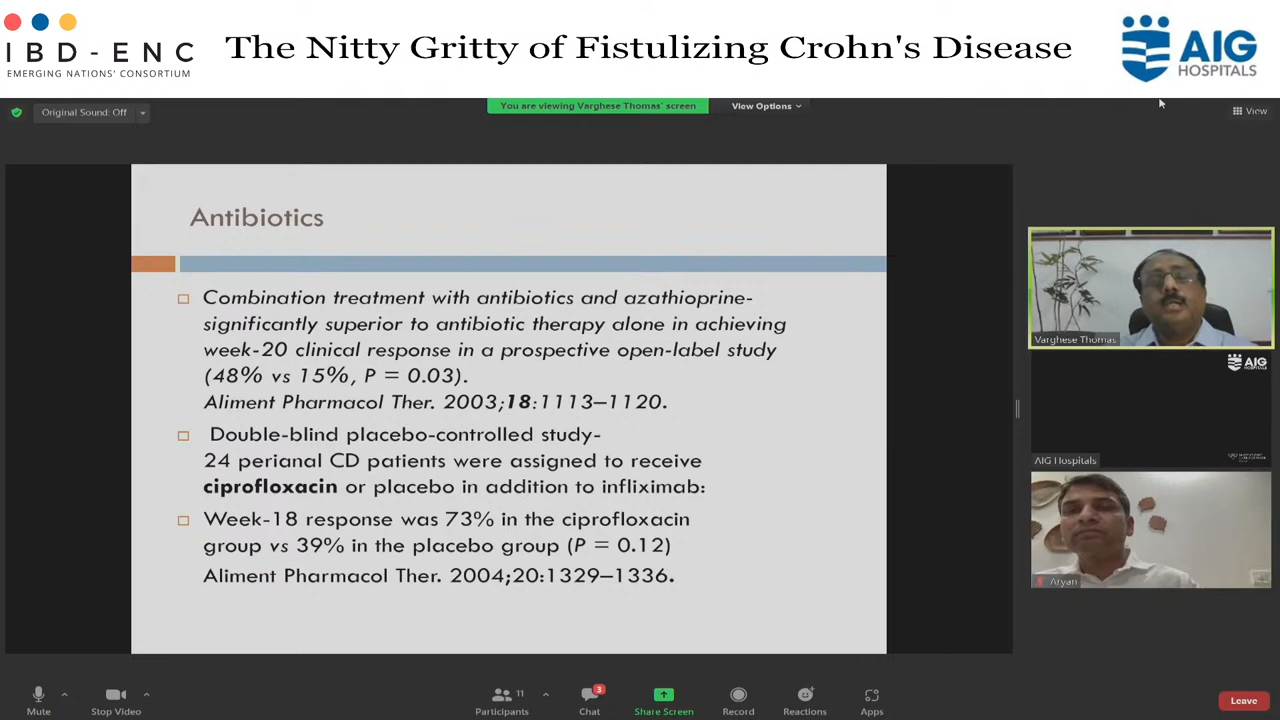 IBD-ENC
EMERGING NATIONS' CONSORTIUM
The Nitty Gritty of Fistulizing Crohn's Disease
AIG
HOSPITALS
Original Sound: Off
You are viewing Varghese Thomas' screen
View Options
View
Antibiotics
Combination treatment with antibiotics and azathioprine-
significantly superior to antibiotic therapy alone in achieving
week-20 clinical response in a prospective open-label study
(48% vs 15%, P = 0.03).
Aliment Pharmacol Ther. 2003;18:1113–1120.
Double-blind placebo-controlled study-
24 perianal CD patients were assigned to receive
ciprofloxacin or placebo in addition to infliximab:
Week-18 response was 73% in the ciprofloxacin
group vs 39% in the placebo group (P = 0.12)
Aliment Pharmacol Ther. 2004;20:1329–1336.
Varghese Thomas
AIG
HOSPITALS
AIG Hospitals
Aryan
Mute
Stop Video
11
Participants
3
Chat
Share Screen
Record
Reactions
Apps
Leave